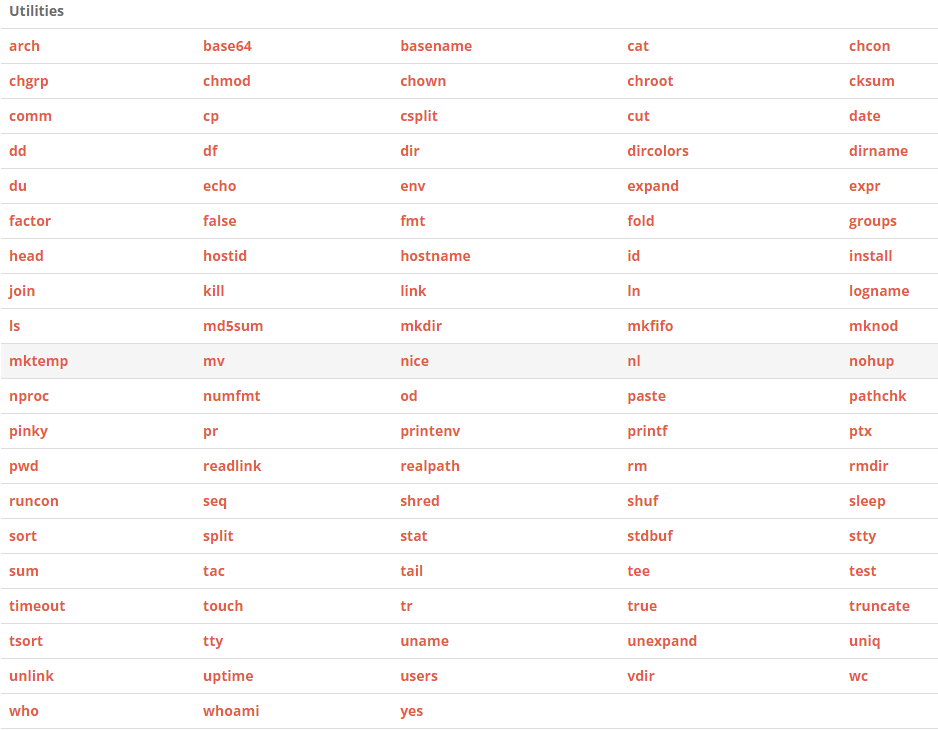 Utilities
arch base64 basename cat chcon
chgrp chmod chown chroot cksum
comm cp csplit cut date
dd df dir dircolors dirname
du echo env expand expr
factor false fmt fold groups
head hostid hostname id install
join kill link ln logname
ls md5sum mkdir mkfifo mknod
mktemp mv nice nl nohup
nproc numfmt od paste pathchk
pinky pr printenv printf ptx
pwd readlink realpath rm rmdir
runcon seq shred shuf sleep
sort split stat stdbuf stty
sum tac tail tee test
timeout touch tr true truncate
tsort tty uname unexpand uniq
unlink uptime users vdir wc
who whoami yes